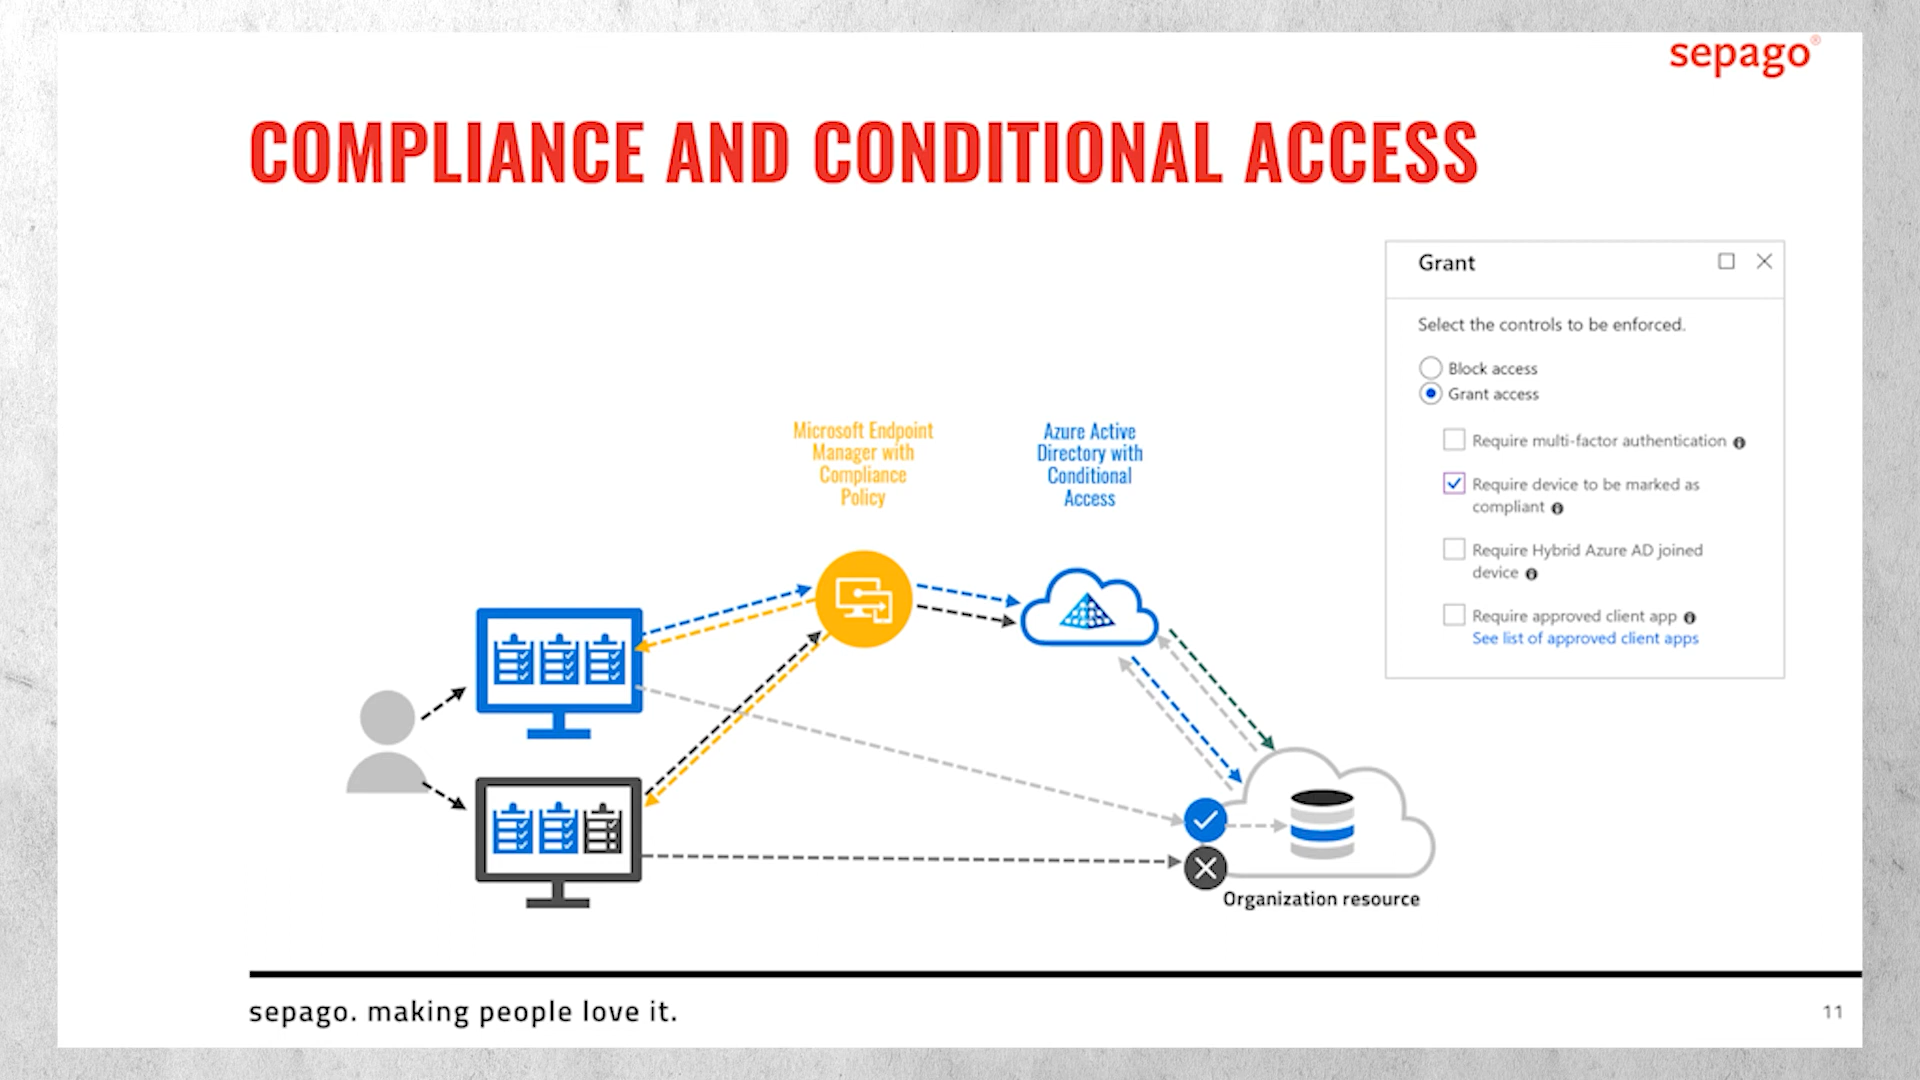 sepago®
COMPLIANCE AND CONDITIONAL ACCESS
Grant
Select the controls to be enforced.
Block access
Grant access
Require multi-factor authentication
Require device to be marked as
compliant
Require Hybrid Azure AD joined
device
Require approved client app
See list of approved client apps
Microsoft Endpoint
Manager with
Compliance
Policy
Azure Active
Directory with
Conditional
Access
Organization resource
sepago. making people love it.
11